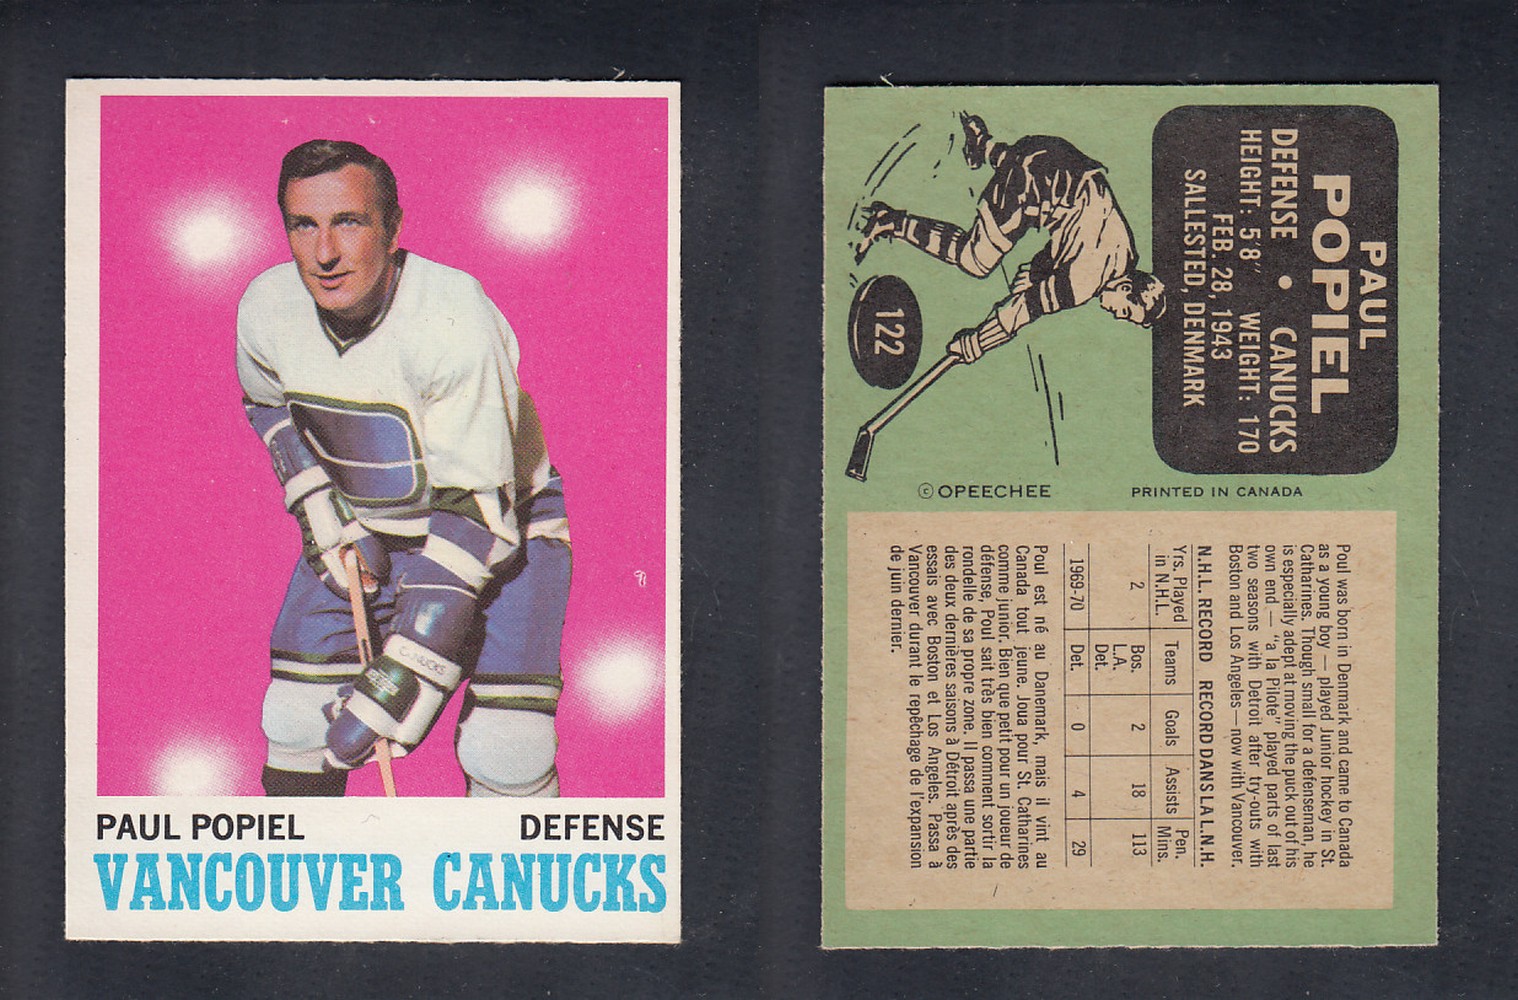 PAUL POPIEL DEFENSE
VANCOUVER CANUCKS
CANUCKS
PAUL
POPIEL
DEFENSE • CANUCKS
HEIGHT: 5'8" WEIGHT: 170
FEB. 28, 1943
SALLESTED, DENMARK
122
© OPEECHEE PRINTED IN CANADA
Poul was born in Denmark and came to Canada
as a young boy — played Junior hockey in St.
Catharines. Though small for a defenseman, he
is especially adept at moving the puck out of his
own end — "a la Pilote" played parts of last
two seasons with Detroit after try-outs with
Boston and Los Angeles — now with Vancouver.
N.H.L. RECORD RECORD DANS LA L.N.H.
Yrs. Played in N.H.L. Teams Goals Assists Pen. Mins.
2 Bos. 2 18 113
L.A.
Det.
1969-70 Det. 0 4 29
Poul est né au Danemark, mais il vint au
Canada tout jeune. Joua pour St. Catharines
comme junior. Bien que petit pour un joueur de
défense, Poul sait très bien comment sortir la
rondelle de sa propre zone. Il passa une partie
des deux dernières saisons à Détroit après des
essais avec Boston et Los Angeles. Passa à
Vancouver durant le repêchage de l'expansion
de juin dernier.